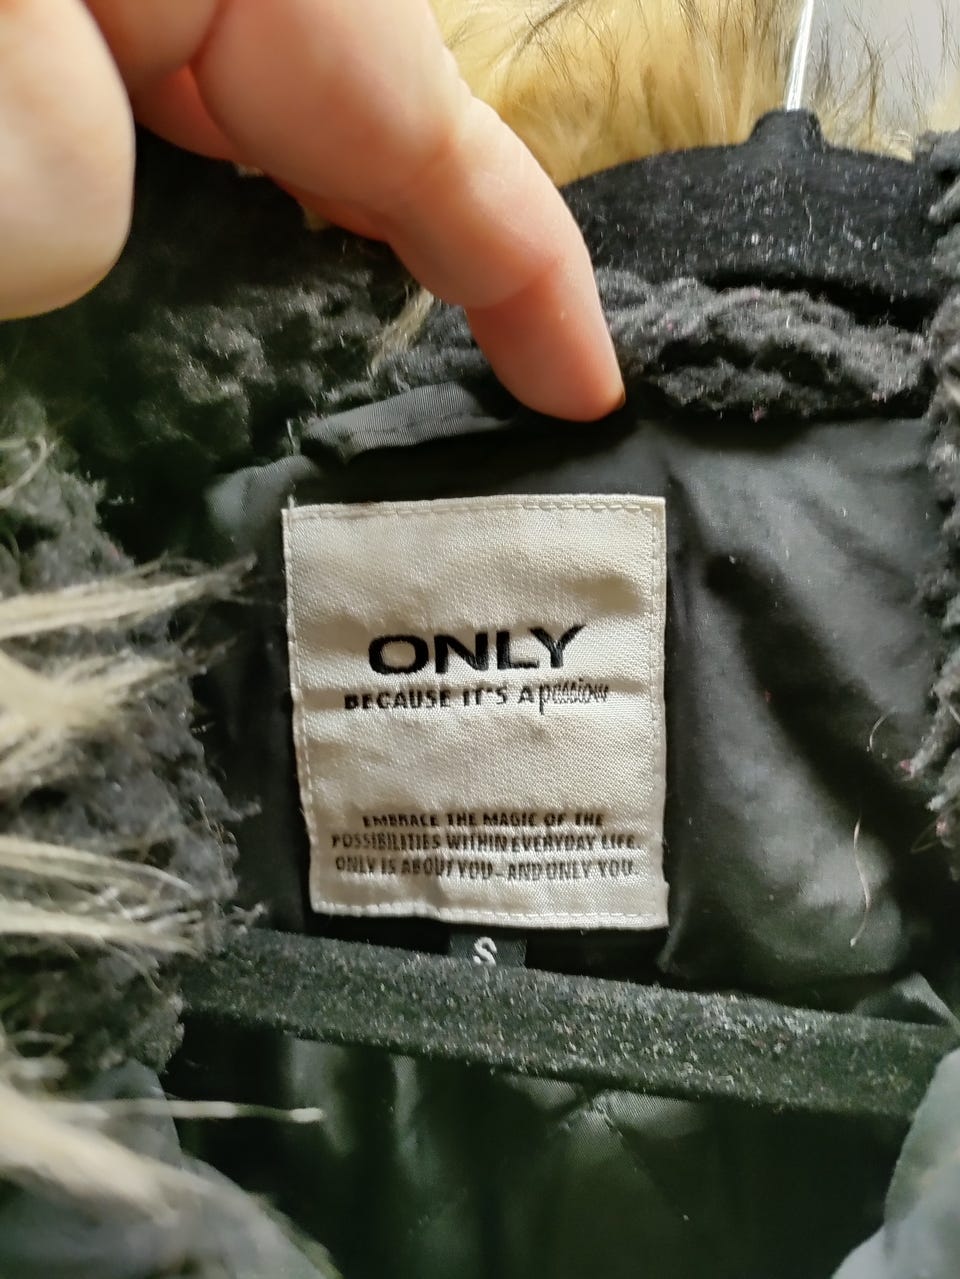 ONLY
BECAUSE IT'S A passion
EMBRACE THE MAGIC OF THE
POSSIBILITIES WITHIN EVERYDAY LIFE.
ONLY IS ABOUT YOU - AND ONLY YOU.
S